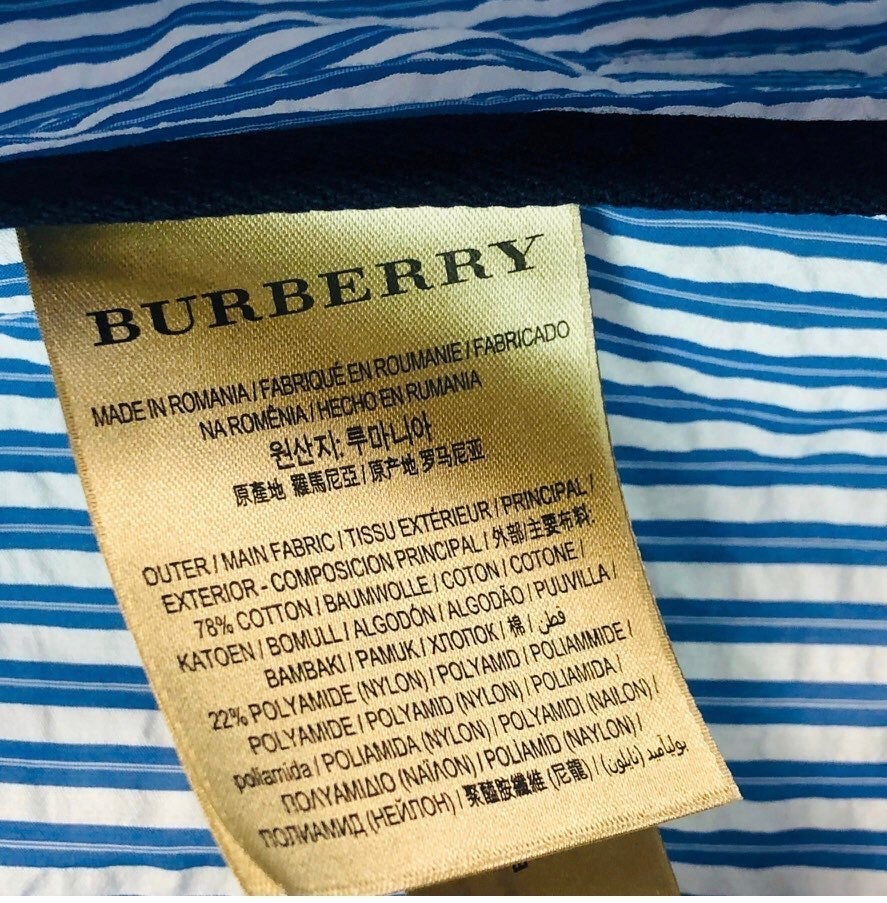 BURBERRY
MADE IN ROMANIA / FABRIQUÉ EN ROUMANIE / FABRICADO
NA ROMÉNIA / HECHO EN RUMANIA
원산지: 루마니아
原產地 羅馬尼亞 / 原产地 罗马尼亚
OUTER / MAIN FABRIC / TISSU EXTÉRIEUR / PRINCIPAL /
EXTERIOR - COMPOSICION PRINCIPAL / 外部/主要布料:
78% COTTON / BAUMWOLLE / COTON / COTONE /
KATOEN / BOMULL / ALGODÓN / ALGODÃO / PUUVILLA /
BAMBAKI / PAMUK / ХЛОПОК / 棉 / قطن
22% POLYAMIDE (NYLON) / POLYAMID / POLIAMMIDE /
POLYAMIDE / POLYAMID (NYLON) / POLIAMIDA /
poliamida / POLIAMIDA (NYLON) / POLYAMIDI (NAILON) /
ΠΟΛΥΑΜΙΔΙΟ (ΝΑΪΛΟΝ) / POLİAMİD (NAYLON) /
ПОЛИАМИД (НЕЙЛОН) / 聚醯胺纖維 (尼龍) / بولياميد (نايلون)